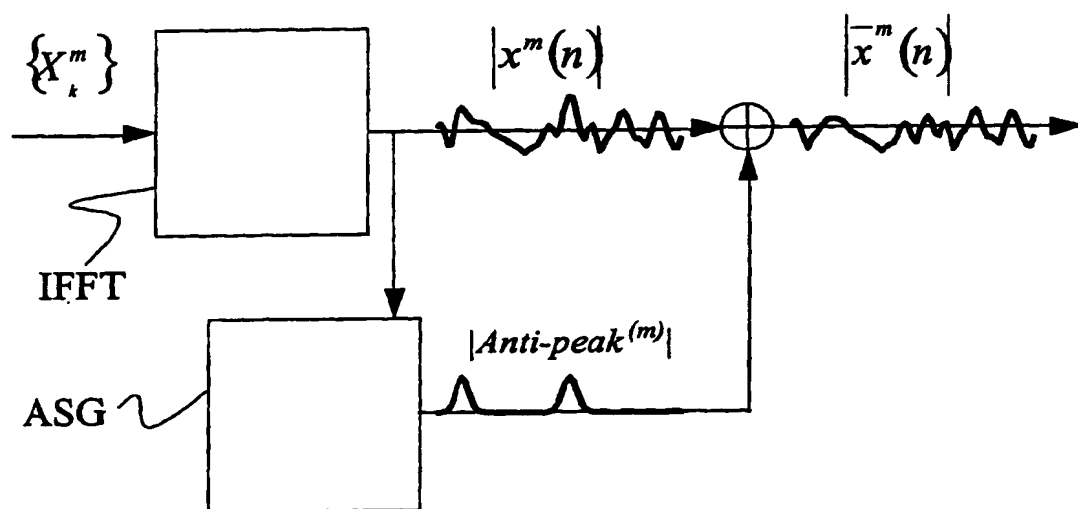 {X_k^m}
|x^m(n)|
|x̅^m(n)|
IFFT
|Anti-peak^(m)|
ASG